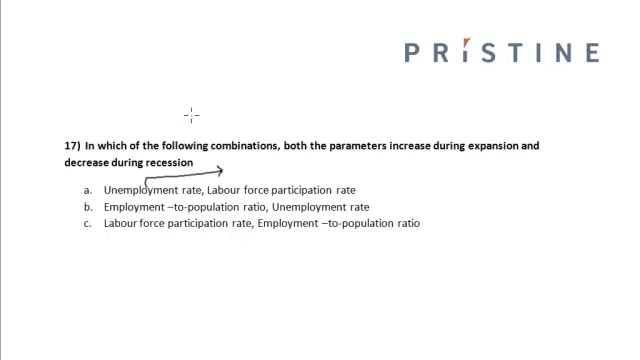 PRISTINE
17) In which of the following combinations, both the parameters increase during expansion and
decrease during recession
a. Unemployment rate, Labour force participation rate
b. Employment –to-population ratio, Unemployment rate
c. Labour force participation rate, Employment –to-population ratio